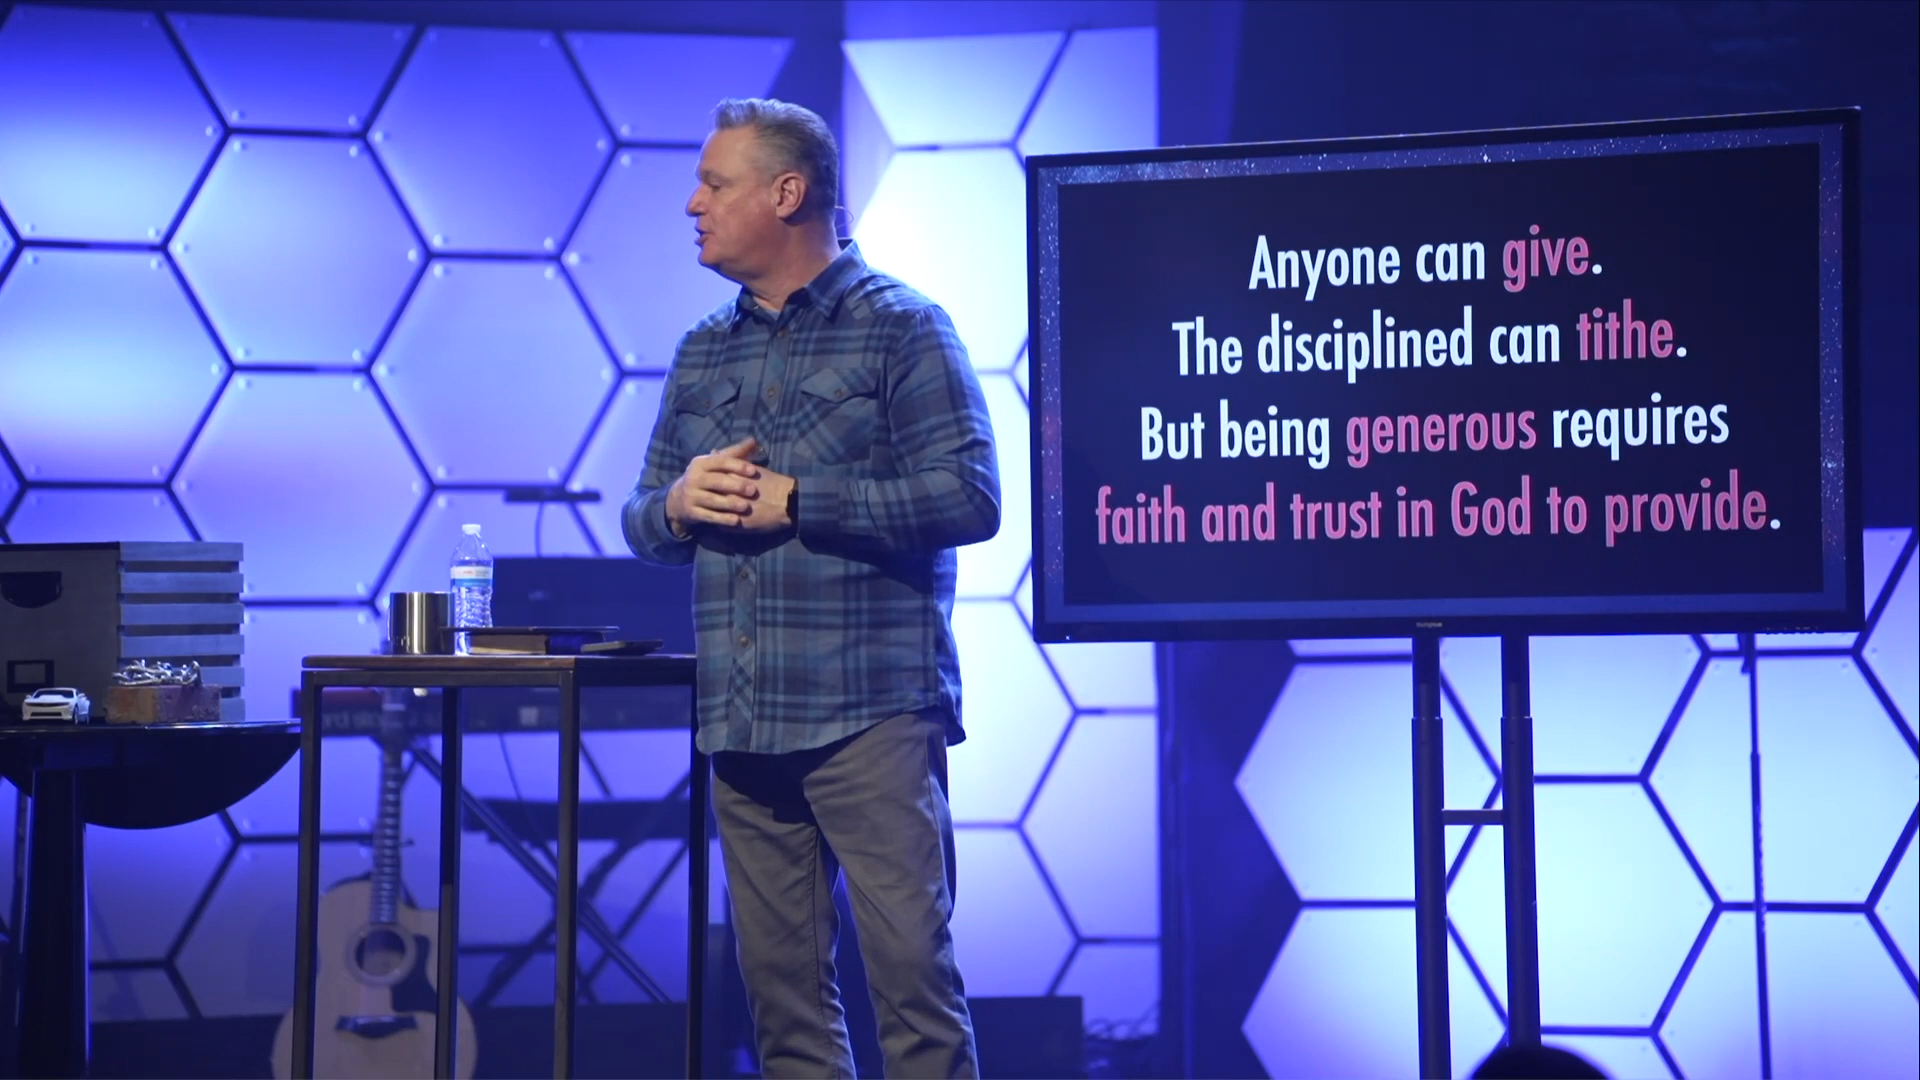 Anyone can give.
The disciplined can tithe.
But being generous requires
faith and trust in God to provide.